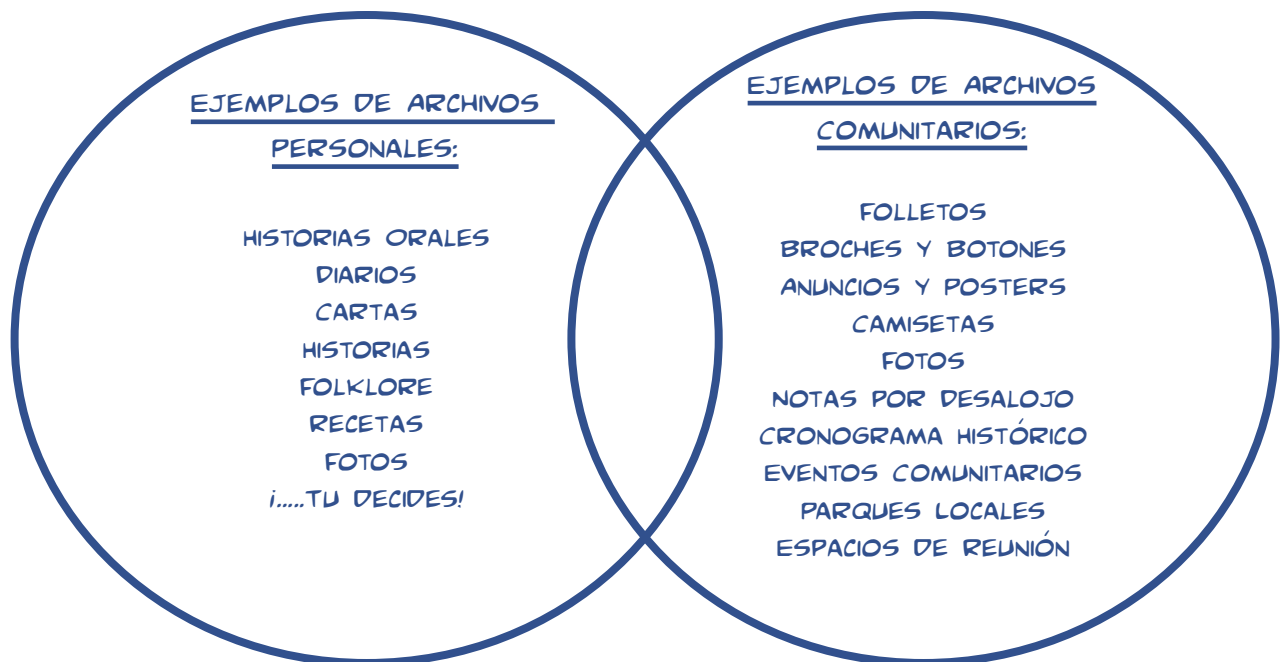 EJEMPLOS DE ARCHIVOS
PERSONALES:
HISTORIAS ORALES
DIARIOS
CARTAS
HISTORIAS
FOLKLORE
RECETAS
FOTOS
¡.....TU DECIDES!
EJEMPLOS DE ARCHIVOS
COMUNITARIOS:
FOLLETOS
BROCHES Y BOTONES
ANUNCIOS Y POSTERS
CAMISETAS
FOTOS
NOTAS POR DESALOJO
CRONOGRAMA HISTÓRICO
EVENTOS COMUNITARIOS
PARQUES LOCALES
ESPACIOS DE REUNIÓN